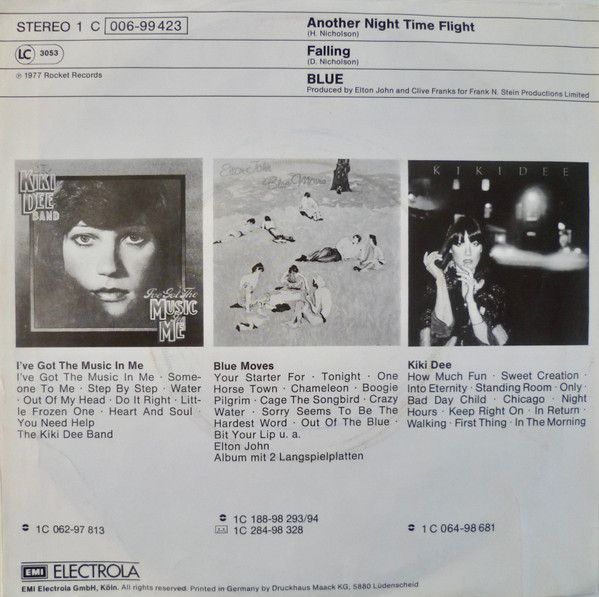 STEREO 1 C 006-99 423
LC 3053
℗ 1977 Rocket Records
Another Night Time Flight
(H. Nicholson)
Falling
(D. Nicholson)
BLUE
Produced by Elton John and Clive Franks for Frank N. Stein Productions Limited
The
KIKI
DEE
BAND
I've Got The
MUSIC
In
ME
Elton John
Blue Moves
KIKI DEE
I've Got The Music In Me
I've Got The Music In Me · Some-
one To Me · Step By Step · Water
· Out Of My Head · Do It Right · Litt-
le Frozen One · Heart And Soul ·
You Need Help
The Kiki Dee Band
Blue Moves
Your Starter For · Tonight · One
Horse Town · Chameleon · Boogie
Pilgrim · Cage The Songbird · Crazy
Water · Sorry Seems To Be The
Hardest Word · Out Of The Blue ·
Bit Your Lip u. a.
Elton John
Album mit 2 Langspielplatten
Kiki Dee
How Much Fun · Sweet Creation ·
Into Eternity · Standing Room · Only ·
Bad Day Child · Chicago · Night
Hours · Keep Right On · In Return ·
Walking · First Thing · In The Morning
1C 062-97 813
1C 188-98 293/94
1C 284-98 328
1 C 064-98 681
EMI ELECTROLA
EMI Electrola GmbH, Köln. All rights reserved. Printed in Germany by Druckhaus Maack KG, 5880 Lüdenscheid